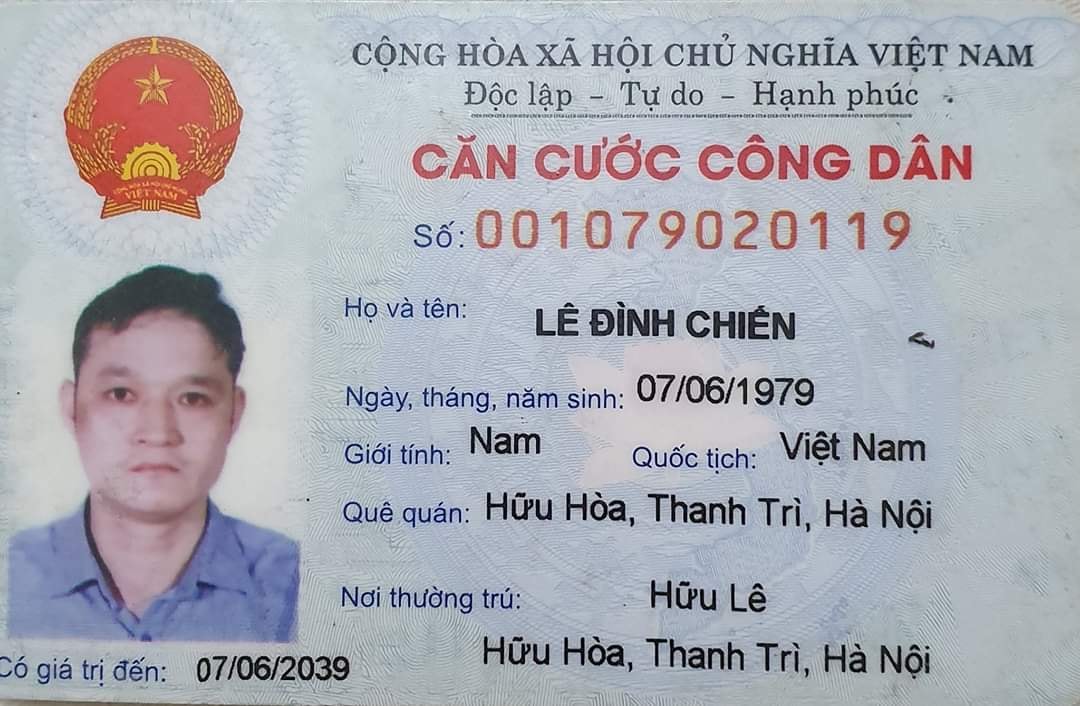 CỘNG HÒA XÃ HỘI CHỦ NGHĨA VIỆT NAM
Độc lập - Tự do - Hạnh phúc
CĂN CƯỚC CÔNG DÂN
Số: 001079020119
Họ và tên: LÊ ĐÌNH CHIẾN
Ngày, tháng, năm sinh: 07/06/1979
Giới tính: Nam Quốc tịch: Việt Nam
Quê quán: Hữu Hòa, Thanh Trì, Hà Nội
Nơi thường trú: Hữu Lê
Hữu Hòa, Thanh Trì, Hà Nội
Có giá trị đến: 07/06/2039
CỘNG HÒA XÃ HỘI CHỦ NGHĨA
VIỆT NAM